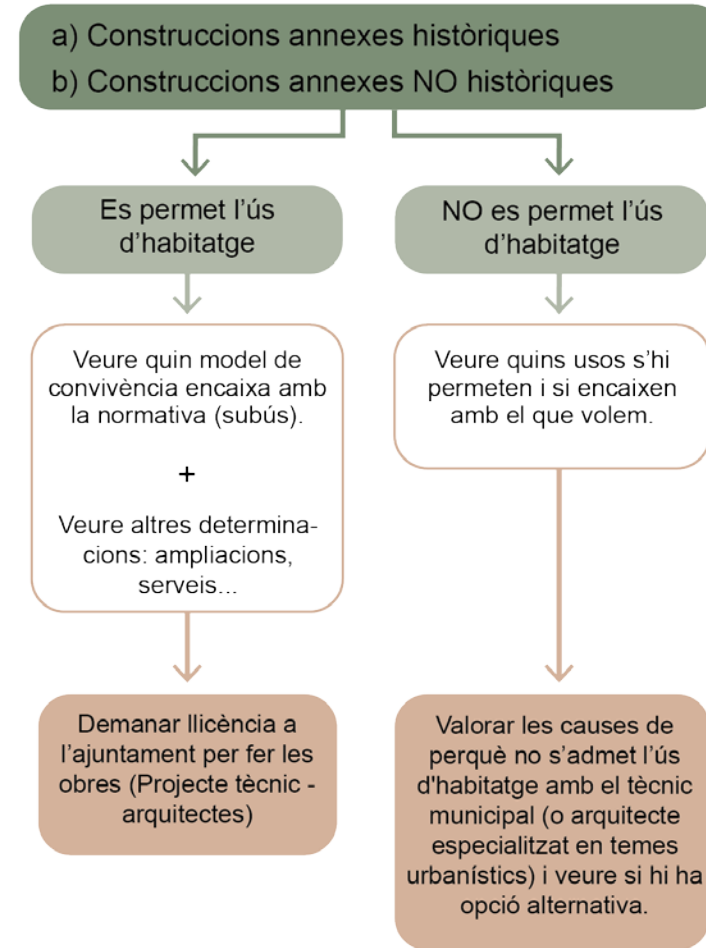 a) Construccions annexes històriques
b) Construccions annexes NO històriques
Es permet l’ús
d’habitatge
NO es permet l’ús
d’habitatge
Veure quin model de
convivència encaixa amb
la normativa (subús).
+
Veure altres determina-
cions: ampliacions,
serveis...
Veure quins usos s’hi
permeten i si encaixen
amb el que volem.
Demanar llicència a
l’ajuntament per fer les
obres (Projecte tècnic -
arquitectes)
Valorar les causes de
perquè no s’admet l’ús
d'habitatge amb el tècnic
municipal (o arquitecte
especialitzat en temes
urbanístics) i veure si hi ha
opció alternativa.